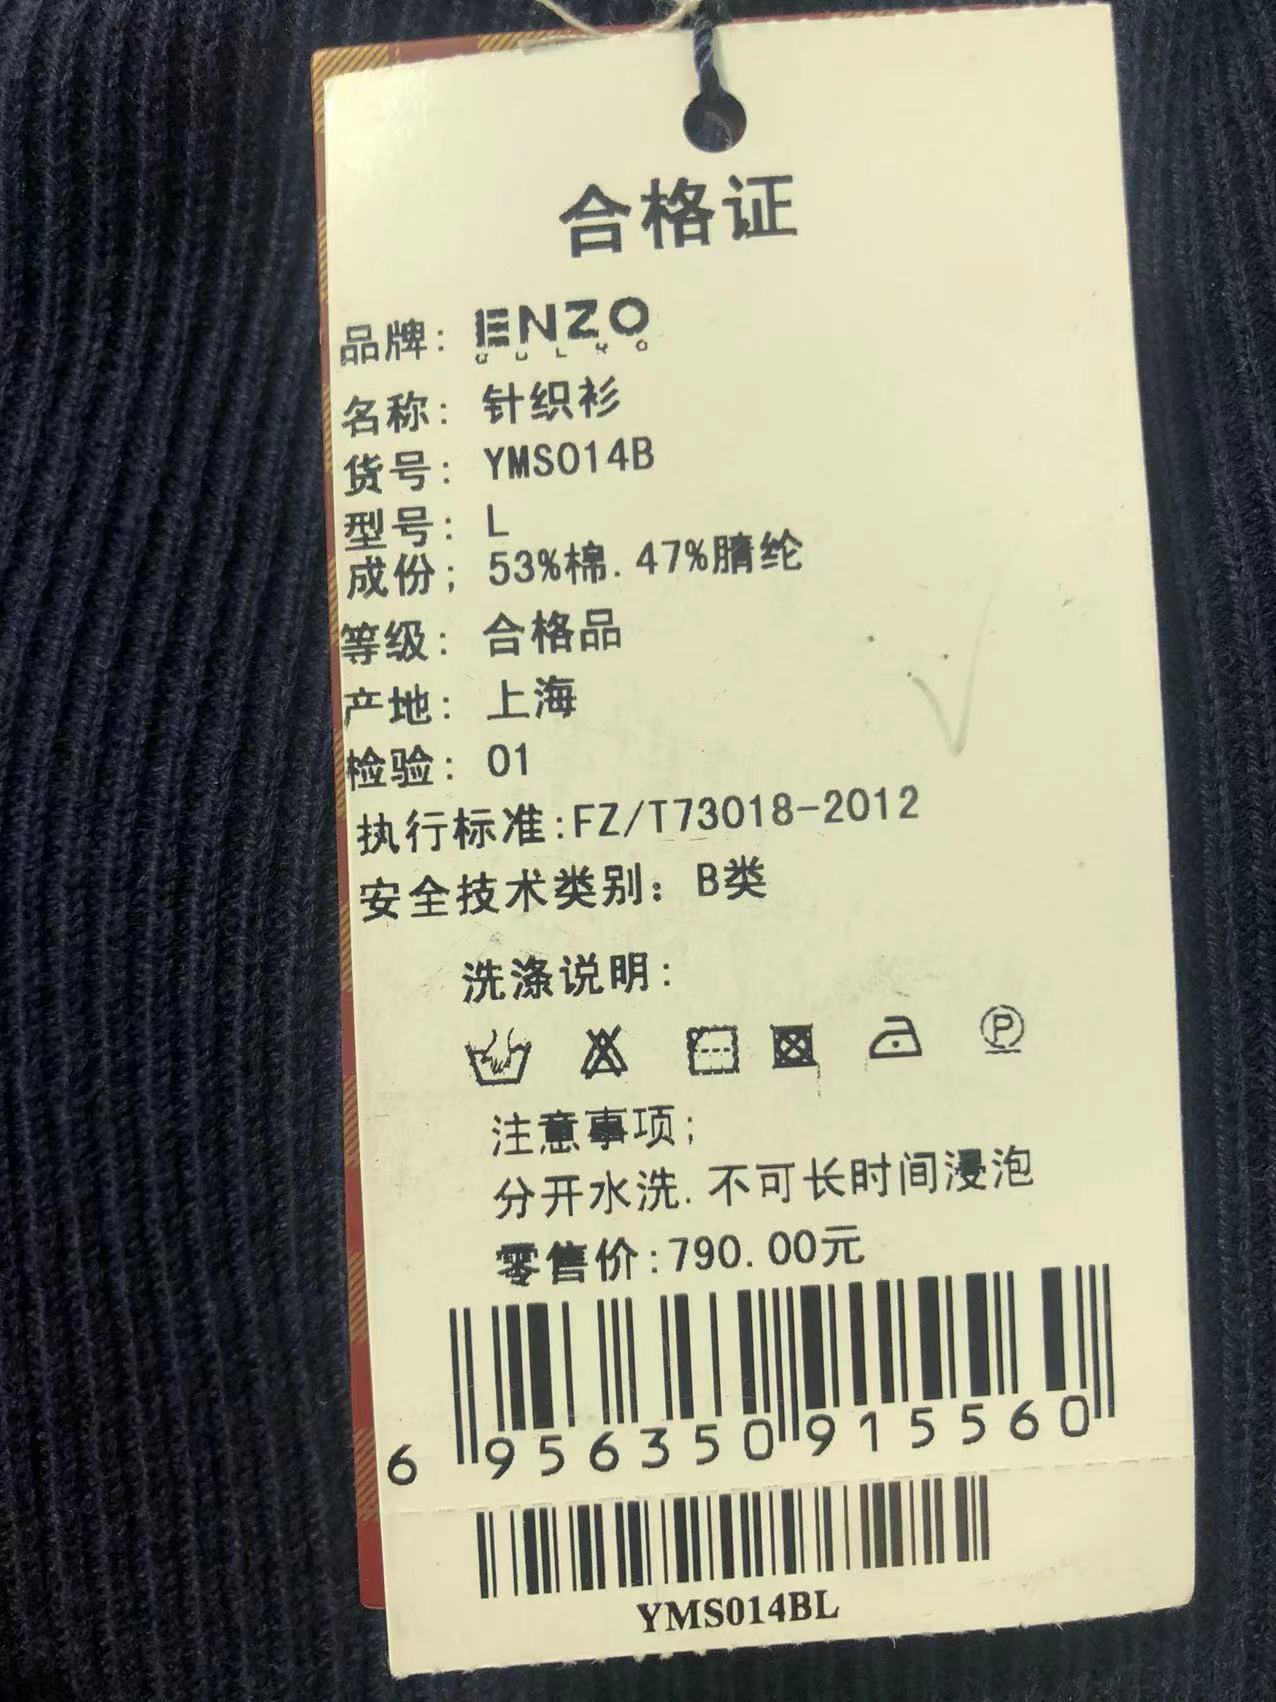 合格证
品牌: ENZO
名称: 针织衫
货号: YMS014B
型号: L
成份; 53%棉. 47%腈纶
等级: 合格品
产地: 上海
检验: 01
执行标准:FZ/T73018-2012
安全技术类别: B类
洗涤说明:
P
注意事项;
分开水洗. 不可长时间浸泡
零售价:790.00元
6 956350 915560
YMS014BL